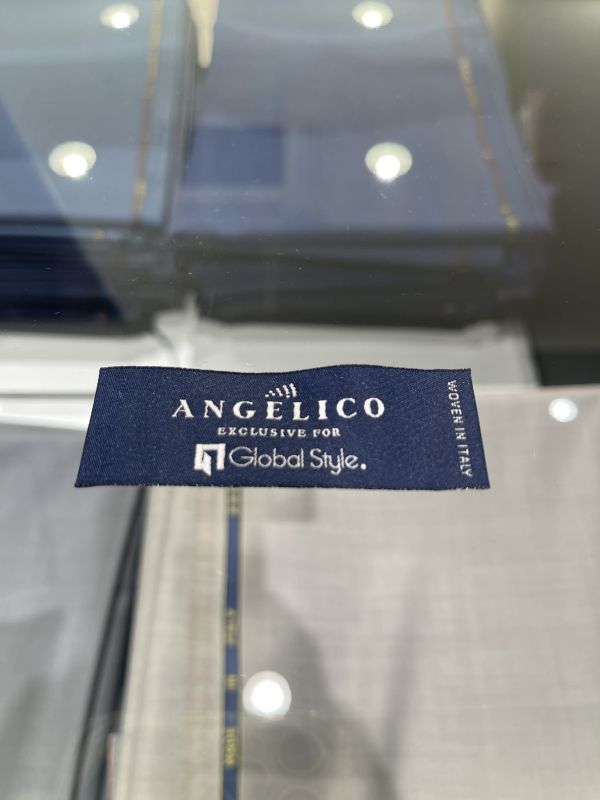 ANGELICO
EXCLUSIVE FOR
Global Style.
WOVEN IN ITALY